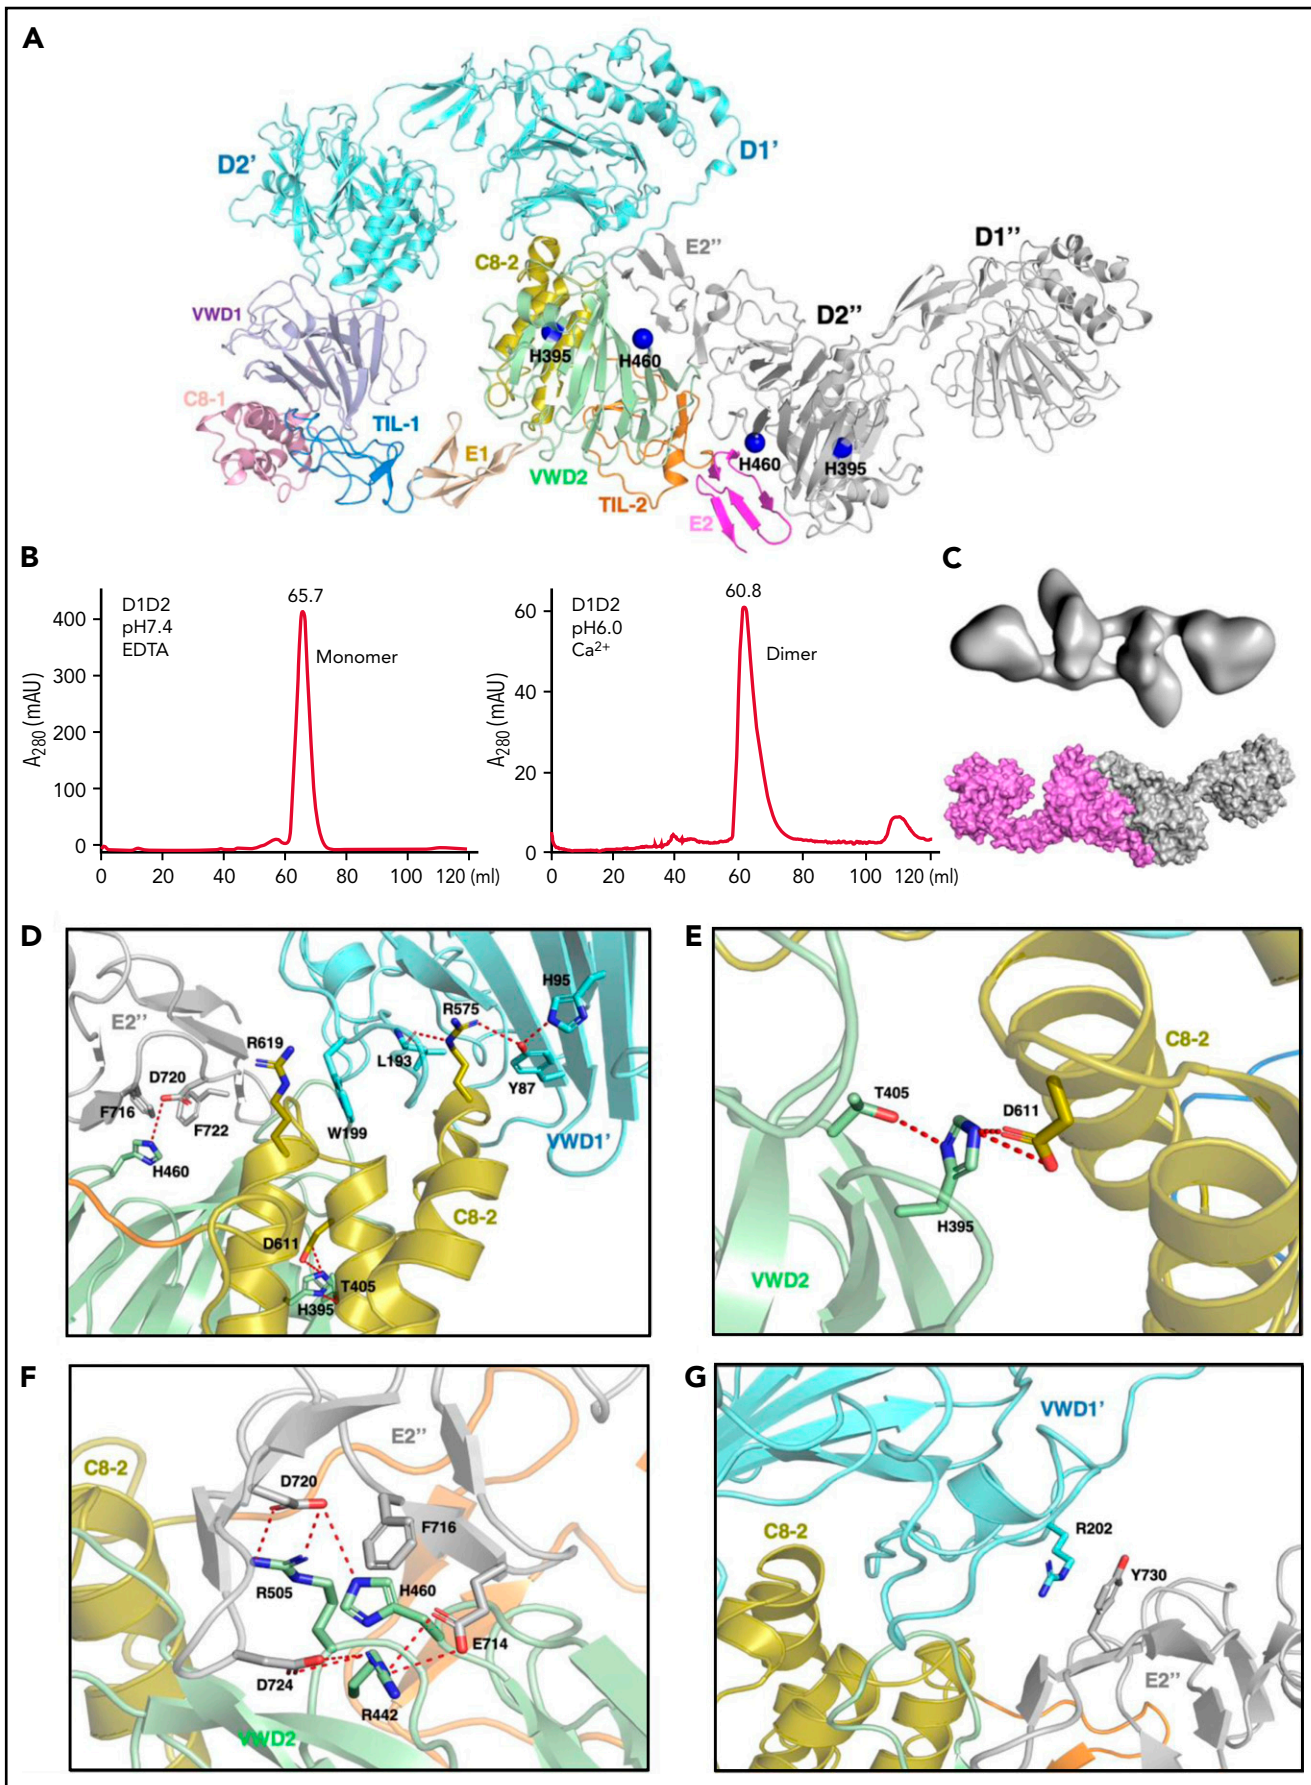 A
D2'
D1'
C8-2
E2''
D1''
VWD1
D2''
H395
H460
C8-1
TIL-1
E1
VWD2
H460
H395
TIL-2
E2
B
C
65.7
D1D2
pH7.4
EDTA
Monomer
A280 (mAU)
400
300
200
100
0
0 20 40 60 80 100 120 (ml)
60.8
D1D2
pH6.0
Ca2+
Dimer
A280 (mAU)
60
40
20
0
0 20 40 60 80 100 120 (ml)
D
E2''
R619
R575
H95
L193
Y87
D720
F716
F722
W199
H460
VWD1'
C8-2
D611
T405
H395
E
C8-2
T405
D611
H395
VWD2
F
E2''
C8-2
D720
F716
R505
H460
E714
D724
R442
VWD2
G
VWD1'
C8-2
R202
Y730
E2''